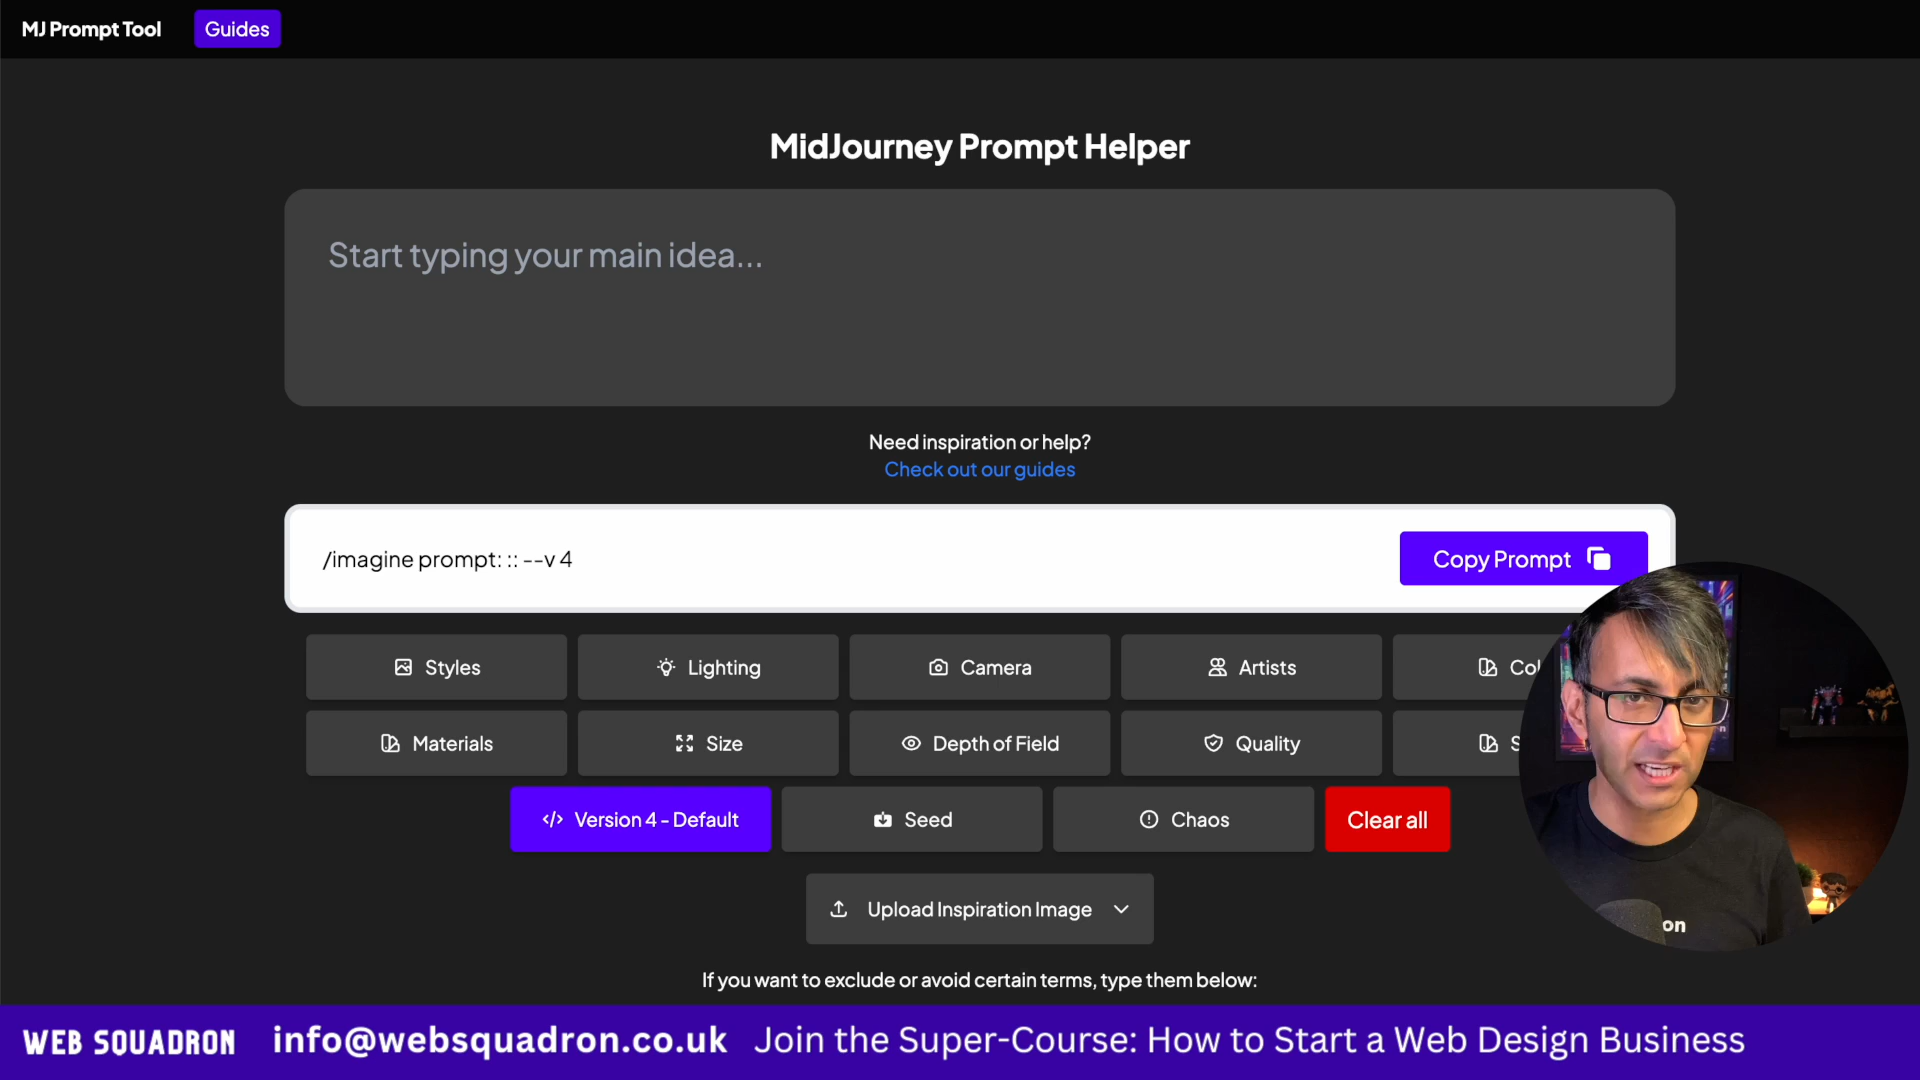 MJ Prompt Tool Guides
MidJourney Prompt Helper
Start typing your main idea...
Need inspiration or help?
Check out our guides
/imagine prompt: :: --v 4 Copy Prompt
Styles Lighting Camera Artists
Materials Size Depth of Field Quality
Version 4 - Default Seed Chaos Clear all
Upload Inspiration Image
If you want to exclude or avoid certain terms, type them below:
WEB SQUADRON info@websquadron.co.uk Join the Super-Course: How to Start a Web Design Business